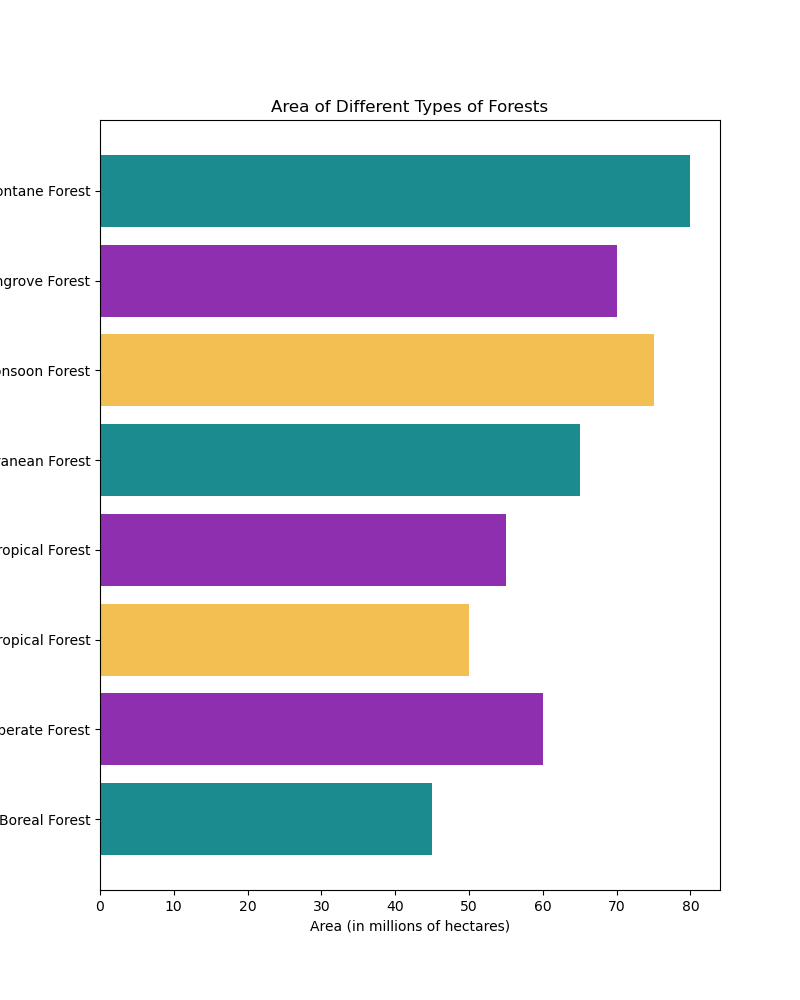 Area of Different Types of Forests
ontane Forest
ngrove Forest
onsoon Forest
ranean Forest
ropical Forest
ropical Forest
perate Forest
Boreal Forest
0 10 20 30 40 50 60 70 80
Area (in millions of hectares)